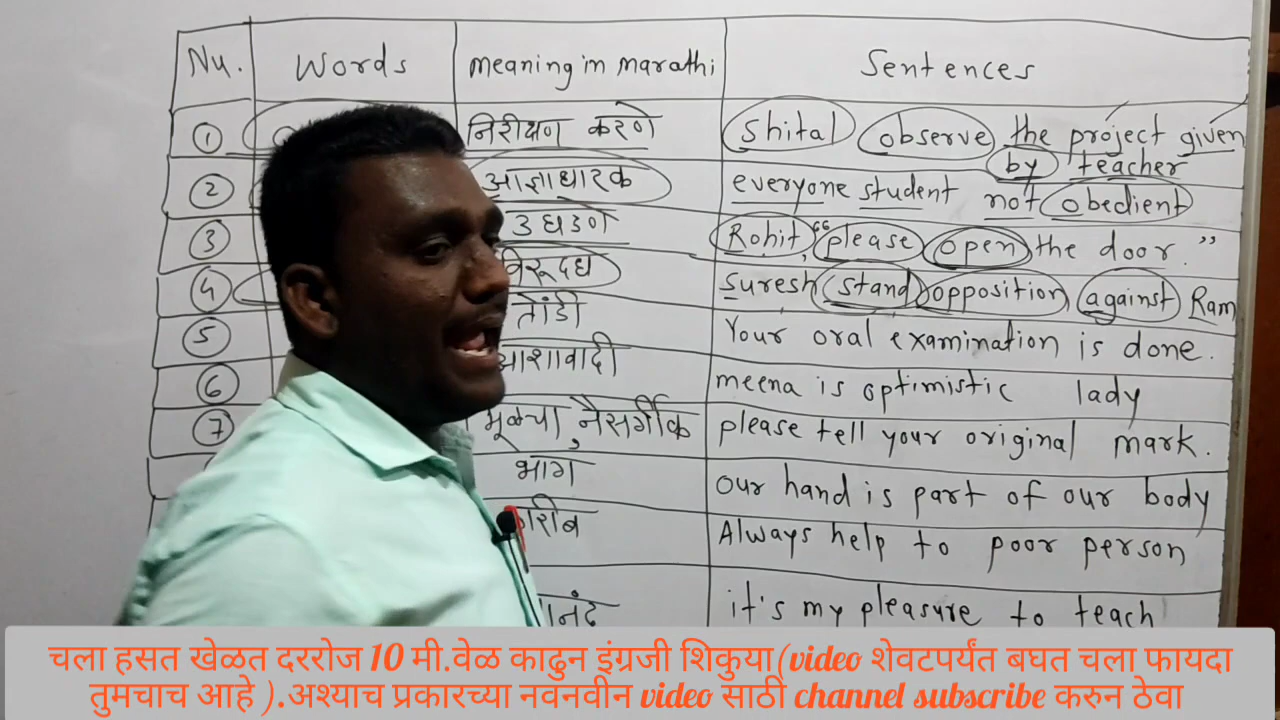 Nu. Words meaning in marathi Sentences
1 निरीक्षण करणे Shital observe the project given
by teacher
2 आज्ञाधारक everyone student not obedient
3 उघडणे Rohit, "please open the door."
4 विरूदध suresh stand opposition against Ram
5 तोंडी Your oral examination is done.
6 आशावादी meena is optimistic lady
7 मूळचा, नैसर्गीक please tell your original mark.
भाग our hand is part of our body
गरीब Always help to poor person
it's my pleasure to teach
चला हसत खेळत दररोज 10 मी.वेळ काढुन इंग्रजी शिकुया(video शेवटपर्यंत बघत चला फायदा
तुमचाच आहे ).अश्याच प्रकारच्या नवनवीन video साठी channel subscribe करुन ठेवा